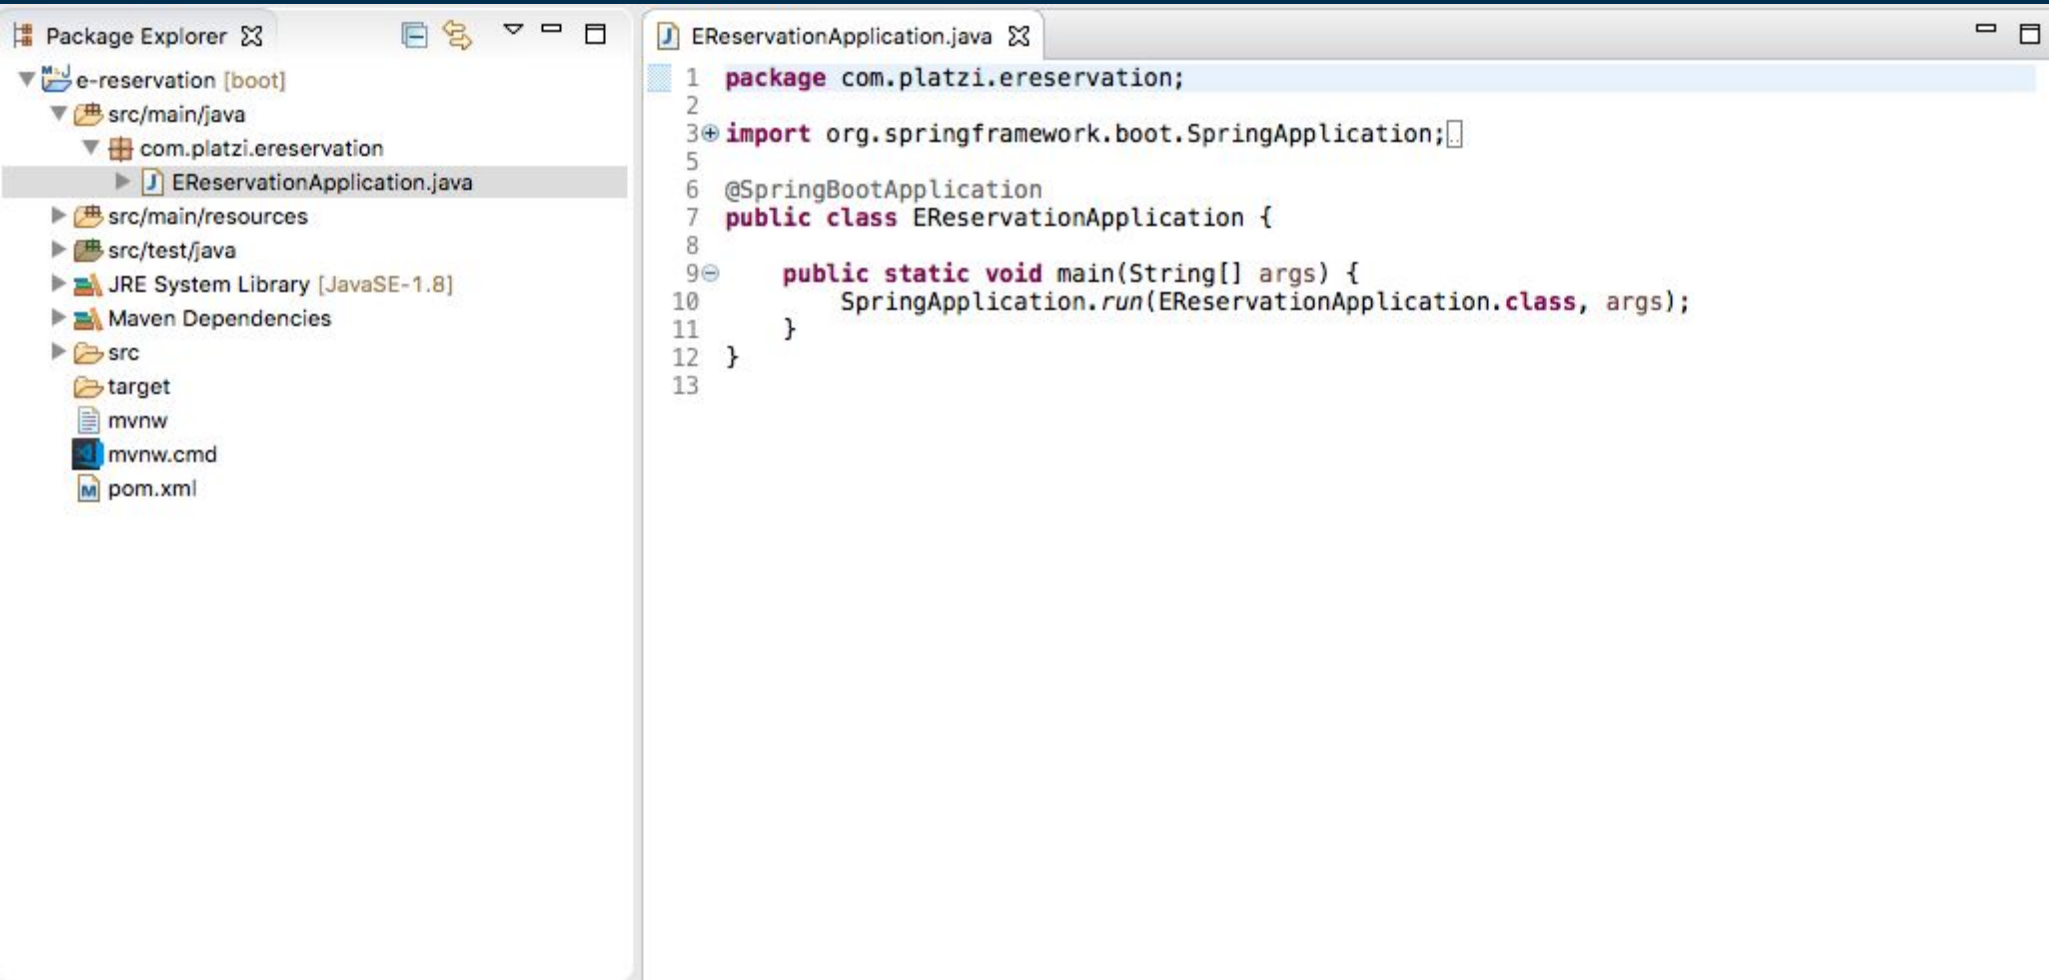 Package Explorer
e-reservation [boot]
src/main/java
com.platzi.ereservation
EReservationApplication.java
src/main/resources
src/test/java
JRE System Library [JavaSE-1.8]
Maven Dependencies
src
target
mvnw
mvnw.cmd
pom.xml
EReservationApplication.java
1 package com.platzi.ereservation;
2
3 import org.springframework.boot.SpringApplication;
5
6 @SpringBootApplication
7 public class EReservationApplication {
8
9 public static void main(String[] args) {
10 SpringApplication.run(EReservationApplication.class, args);
11 }
12 }
13